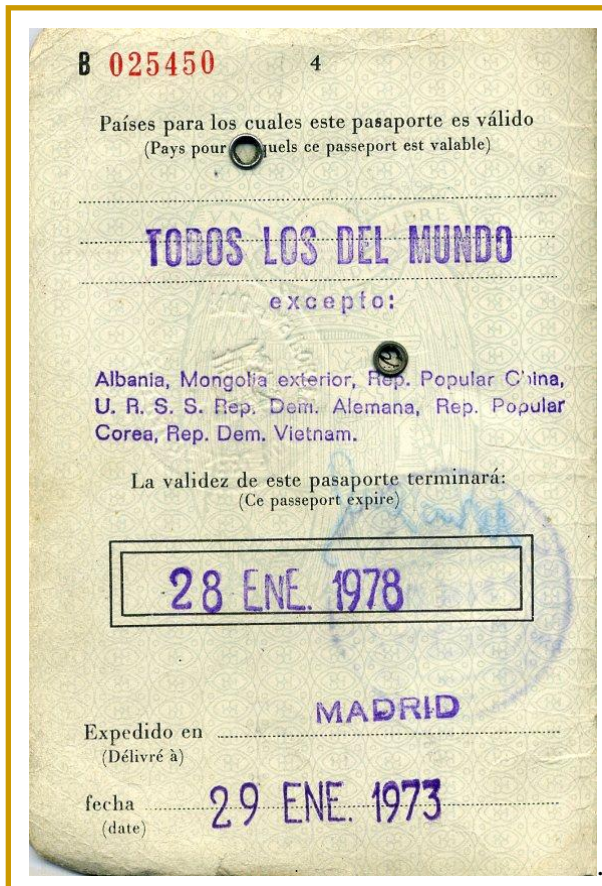 B 025450 4
Países para los cuales este pasaporte es válido
(Pays pour quels ce passeport est valable)
TODOS LOS DEL MUNDO
excepto:
Albania, Mongolia exterior, Rep. Popular China,
U. R. S. S. Rep. Dem. Alemana, Rep. Popular
Corea, Rep. Dem. Vietnam.
La validez de este pasaporte terminará:
(Ce passeport expire)
28 ENE. 1978
MADRID
Expedido en
(Délivré à)
fecha 29 ENE. 1973
(date)